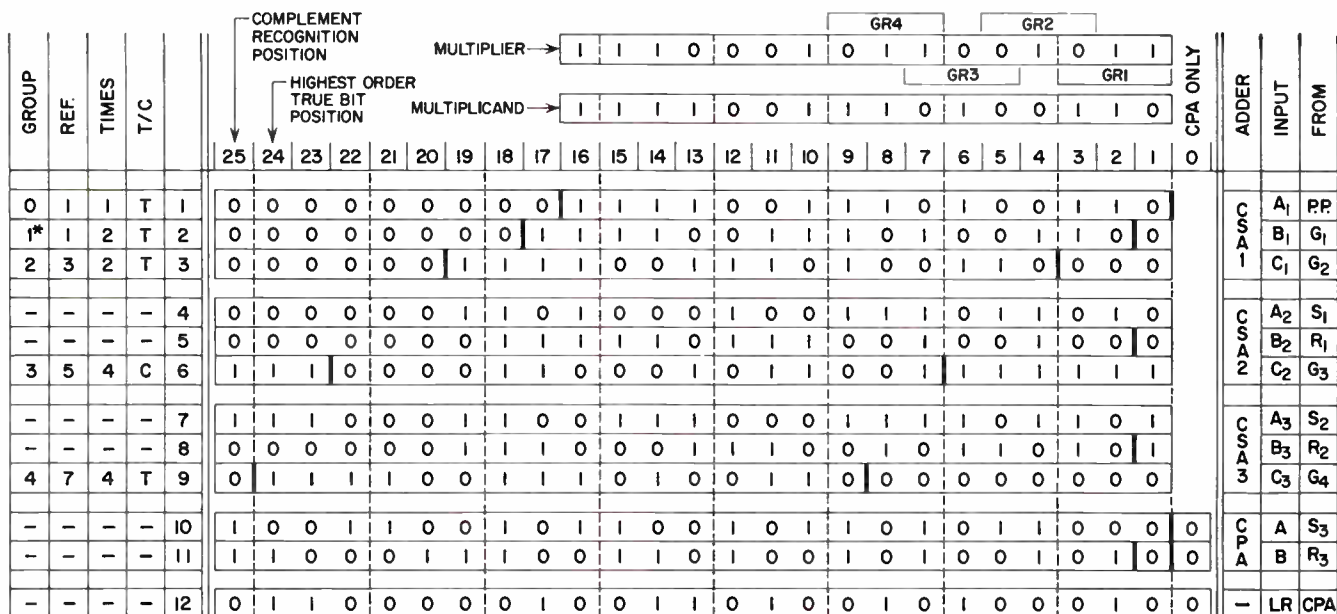 COMPLEMENT
RECOGNITION
POSITION
HIGHEST ORDER
TRUE BIT
POSITION
GR4 GR2
MULTIPLIER 1 1 1 0 0 0 1 0 1 1 0 0 1 0 1 1
GR3 GR1
MULTIPLICAND 1 1 1 1 0 0 1 1 1 0 1 0 0 1 1 0
GROUP REF. TIMES T/C 25 24 23 22 21 20 19 18 17 16 15 14 13 12 11 10 9 8 7 6 5 4 3 2 1 0 CPA ONLY ADDER INPUT FROM
0 1 1 T 1 0 0 0 0 0 0 0 0 0 1 1 1 1 0 0 1 1 1 0 1 0 0 1 1 0 A1 P.P.
1* 1 2 T 2 0 0 0 0 0 0 0 0 1 1 1 1 0 0 1 1 1 0 1 0 0 1 1 0 0 CSA1 B1 G1
2 3 2 T 3 0 0 0 0 0 0 1 1 1 1 0 0 1 1 1 0 1 0 0 1 1 0 0 0 0 C1 G2
– – – – 4 0 0 0 0 0 0 1 1 0 1 0 0 0 1 0 0 1 1 1 0 1 1 0 1 0 A2 S1
– – – – 5 0 0 0 0 0 0 0 1 1 1 1 1 0 1 1 1 0 0 1 0 0 1 0 0 0 CSA2 B2 R1
3 5 4 C 6 1 1 1 0 0 0 0 1 1 0 0 0 1 0 1 1 0 0 1 1 1 1 1 1 1 C2 G3
– – – – 7 1 1 1 0 0 0 1 1 0 0 1 1 1 0 0 0 1 1 1 1 0 1 1 0 1 A3 S2
– – – – 8 0 0 0 0 0 0 1 1 1 0 0 0 1 1 1 0 0 1 0 1 1 0 1 0 1 CSA3 B3 R2
4 7 4 T 9 0 1 1 1 1 0 0 1 1 1 0 1 0 0 1 1 0 0 0 0 0 0 0 0 0 C3 G4
– – – – 10 1 0 0 1 1 0 0 1 0 1 1 0 0 1 0 1 1 0 1 0 1 1 0 0 0 0 CPA A S3
– – – – 11 1 1 0 0 0 1 1 1 0 0 1 1 0 1 0 0 1 0 1 0 0 1 0 1 0 0 B R3
– – – – 12 0 1 1 0 0 0 0 0 1 0 0 1 1 0 1 0 0 1 0 1 0 0 0 1 0 0 – LR CPA